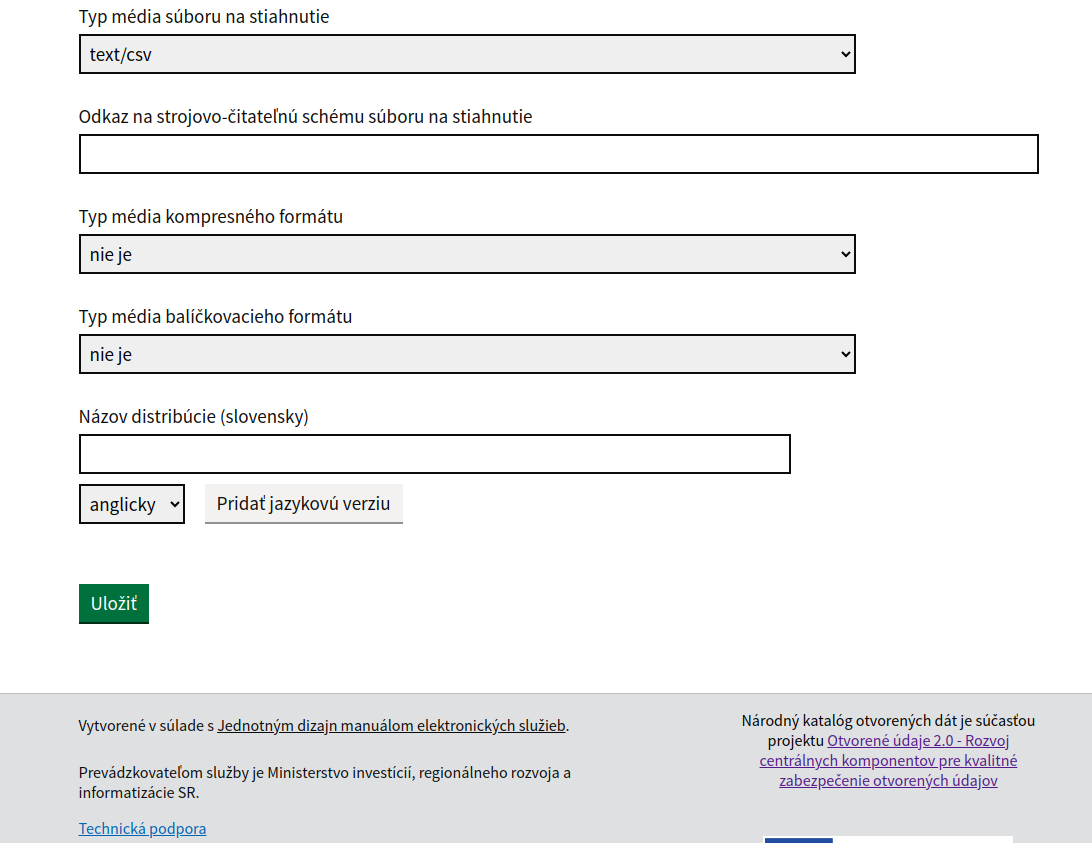 Typ média súboru na stiahnutie
text/csv
Odkaz na strojovo-čitateľnú schému súboru na stiahnutie
Typ média kompresného formátu
nie je
Typ média balíčkovacieho formátu
nie je
Názov distribúcie (slovensky)
anglicky
Pridať jazykovú verziu
Uložiť
Vytvorené v súlade s Jednotným dizajn manuálom elektronických služieb.
Prevádzkovateľom služby je Ministerstvo investícií, regionálneho rozvoja a
informatizácie SR.
Technická podpora
Národný katalóg otvorených dát je súčasťou
projektu Otvorené údaje 2.0 - Rozvoj
centrálnych komponentov pre kvalitné
zabezpečenie otvorených údajov